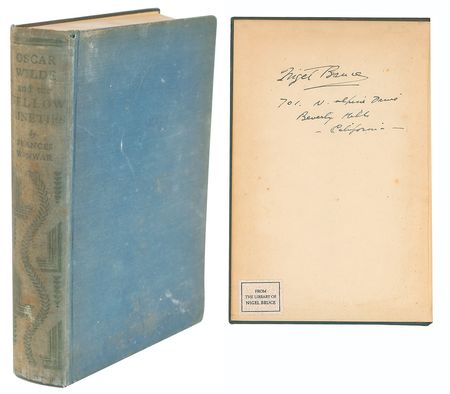 OSCAR
WILDE
and the
YELLOW
NINETIES
by
FRANCES
WINWAR
Nigel Bruce
701. N. Alpine Drive
Beverly Hills
- California -
FROM
THE LIBRARY OF
NIGEL BRUCE